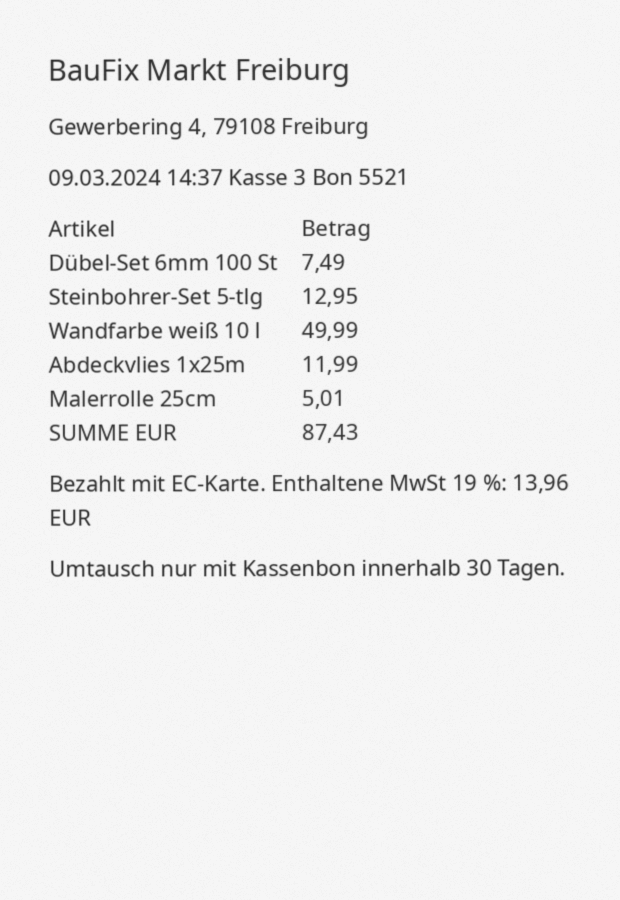 BauFix Markt Freiburg
Gewerbering 4, 79108 Freiburg
09.03.2024 14:37 Kasse 3 Bon 5521
Artikel Betrag
Dübel-Set 6mm 100 St 7,49
Steinbohrer-Set 5-tlg 12,95
Wandfarbe weiß 10 l 49,99
Abdeckvlies 1x25m 11,99
Malerrolle 25cm 5,01
SUMME EUR 87,43
Bezahlt mit EC-Karte. Enthaltene MwSt 19 %: 13,96
EUR
Umtausch nur mit Kassenbon innerhalb 30 Tagen.